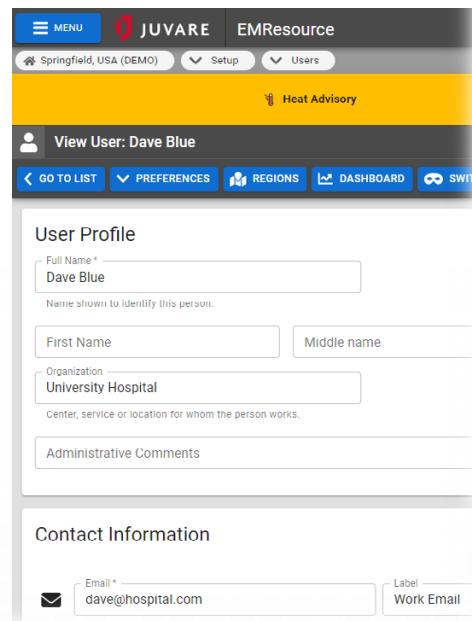 MENU JUVARE EMResource
Springfield, USA (DEMO) Setup Users
Heat Advisory
View User: Dave Blue
GO TO LIST PREFERENCES REGIONS DASHBOARD SWIT
User Profile
Full Name *
Dave Blue
Name shown to identify this person.
First Name Middle name
Organization
University Hospital
Center, service or location for whom the person works.
Administrative Comments
Contact Information
Email * Label
dave@hospital.com Work Email